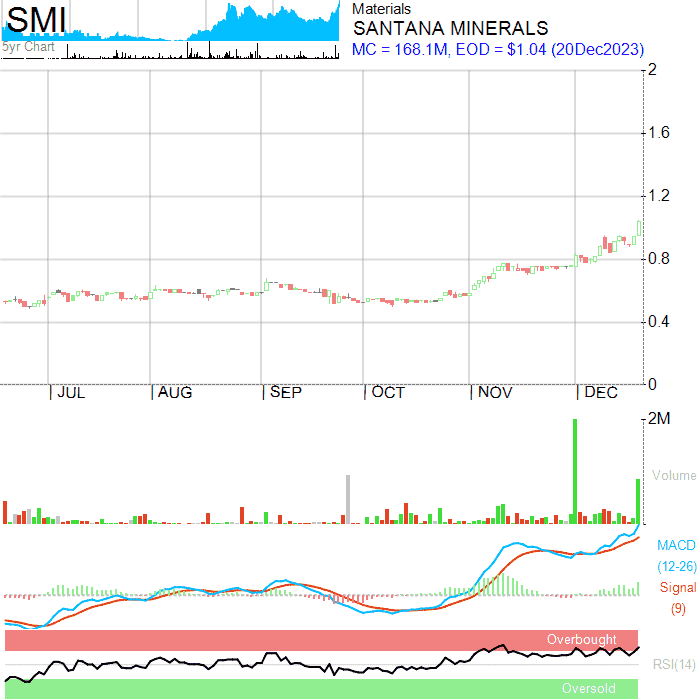 SMI
5yr Chart
Materials
SANTANA MINERALS
MC = 168.1M, EOD = $1.04 (20Dec2023)
2
1.6
1.2
0.8
0.4
0
JUL AUG SEP OCT NOV DEC
2M
Volume
MACD
(12-26)
Signal
(9)
Overbought
RSI(14)
Oversold